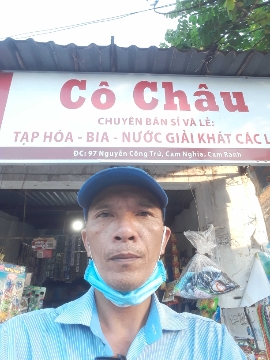 Cô Châu
CHUYÊN BÁN SỈ VÀ LẺ:
TẠP HÓA - BIA - NƯỚC GIẢI KHÁT CÁC L
ĐC: 97 Nguyễn Công Trứ, Cam Nghĩa, Cam Ranh